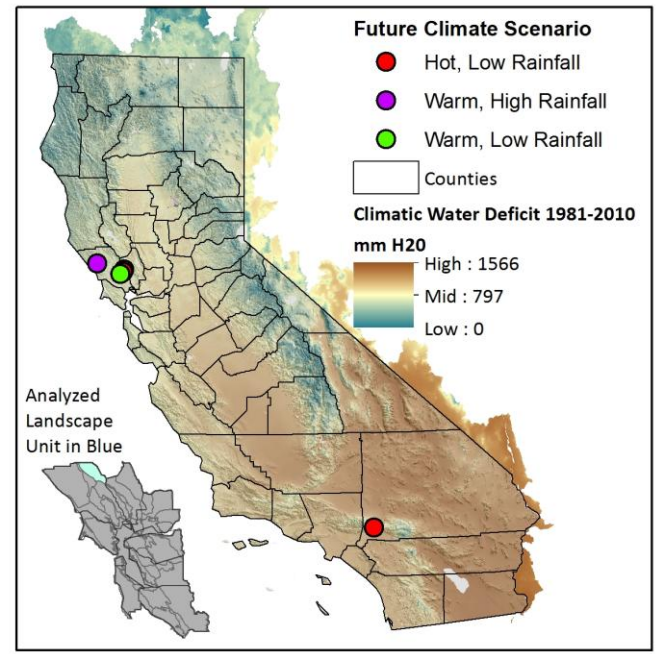 Future Climate Scenario
Hot, Low Rainfall
Warm, High Rainfall
Warm, Low Rainfall
Counties
Climatic Water Deficit 1981-2010
mm H20
High : 1566
Mid : 797
Low : 0
Analyzed
Landscape
Unit in Blue